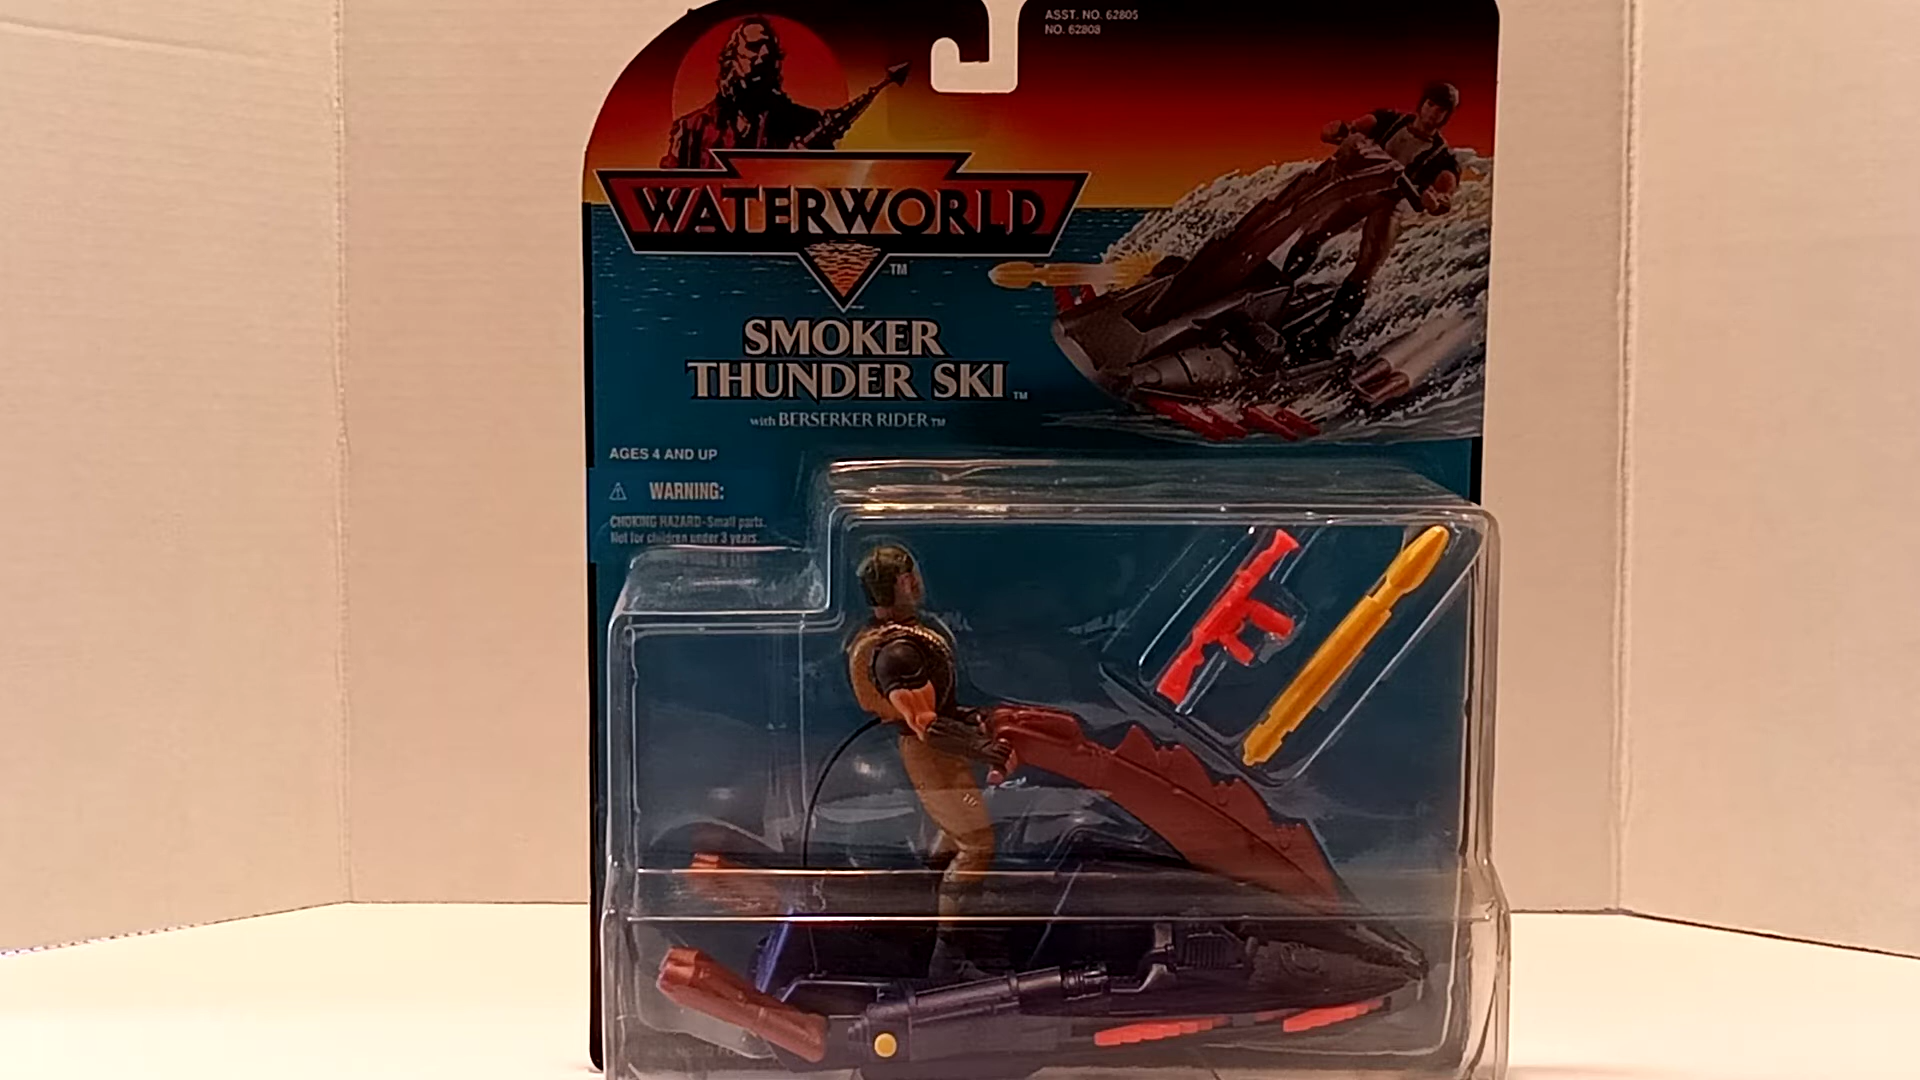 ASST. NO. 62805
NO. 62808
WATERWORLD
TM
SMOKER
THUNDER SKI TM
with BERSERKER RIDER TM
AGES 4 AND UP
WARNING:
CHOKING HAZARD-Small parts.
Not for children under 3 years.